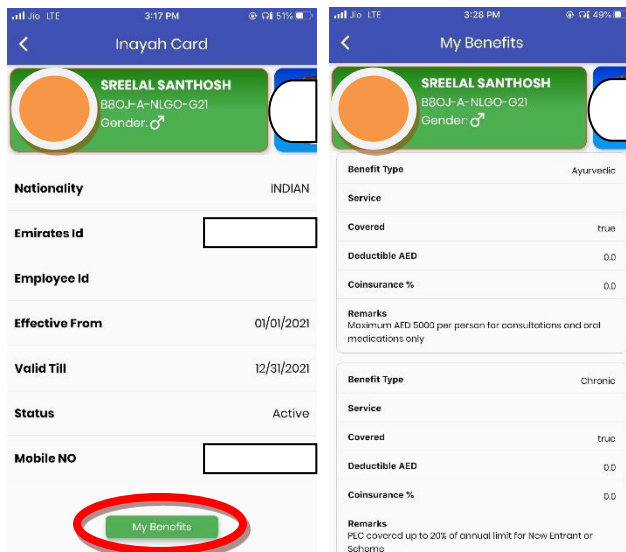 Jio LTE 3:17 PM 51%
Inayah Card
SREELAL SANTHOSH
B8OJ-A-NLGO-G21
Gender:
Nationality INDIAN
Emirates Id
Employee Id
Effective From 01/01/2021
Valid Till 12/31/2021
Status Active
Mobile NO
My Benefits
Jio LTE 3:28 PM 49%
My Benefits
SREELAL SANTHOSH
B8OJ-A-NLGO-G21
Gender:
Benefit Type Ayurvedic
Service
Covered true
Deductible AED 0.0
Coinsurance % 0.0
Remarks
Maximum AED 5000 per person for consultations and oral
medications only
Benefit Type Chronic
Service
Covered true
Deductible AED 0.0
Coinsurance % 0.0
Remarks
PEC covered up to 20% of annual limit for New Entrant or
Scheme